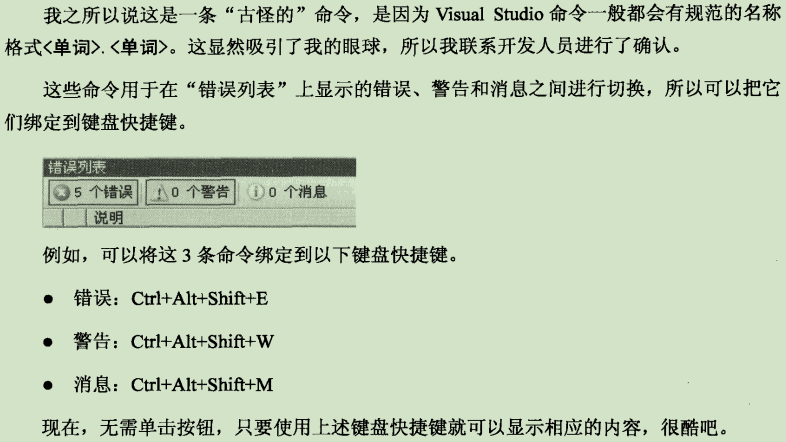 我之所以说这是一条“古怪的”命令，是因为 Visual Studio 命令一般都会有规范的名称
格式<单词>.<单词>。这显然吸引了我的眼球，所以我联系开发人员进行了确认。
这些命令用于在“错误列表”上显示的错误、警告和消息之间进行切换，所以可以把它
们绑定到键盘快捷键。
错误列表
5 个错误 0 个警告 0 个消息
说明
例如，可以将这 3 条命令绑定到以下键盘快捷键。
● 错误：Ctrl+Alt+Shift+E
● 警告：Ctrl+Alt+Shift+W
● 消息：Ctrl+Alt+Shift+M
现在，无需单击按钮，只要使用上述键盘快捷键就可以显示相应的内容，很酷吧。